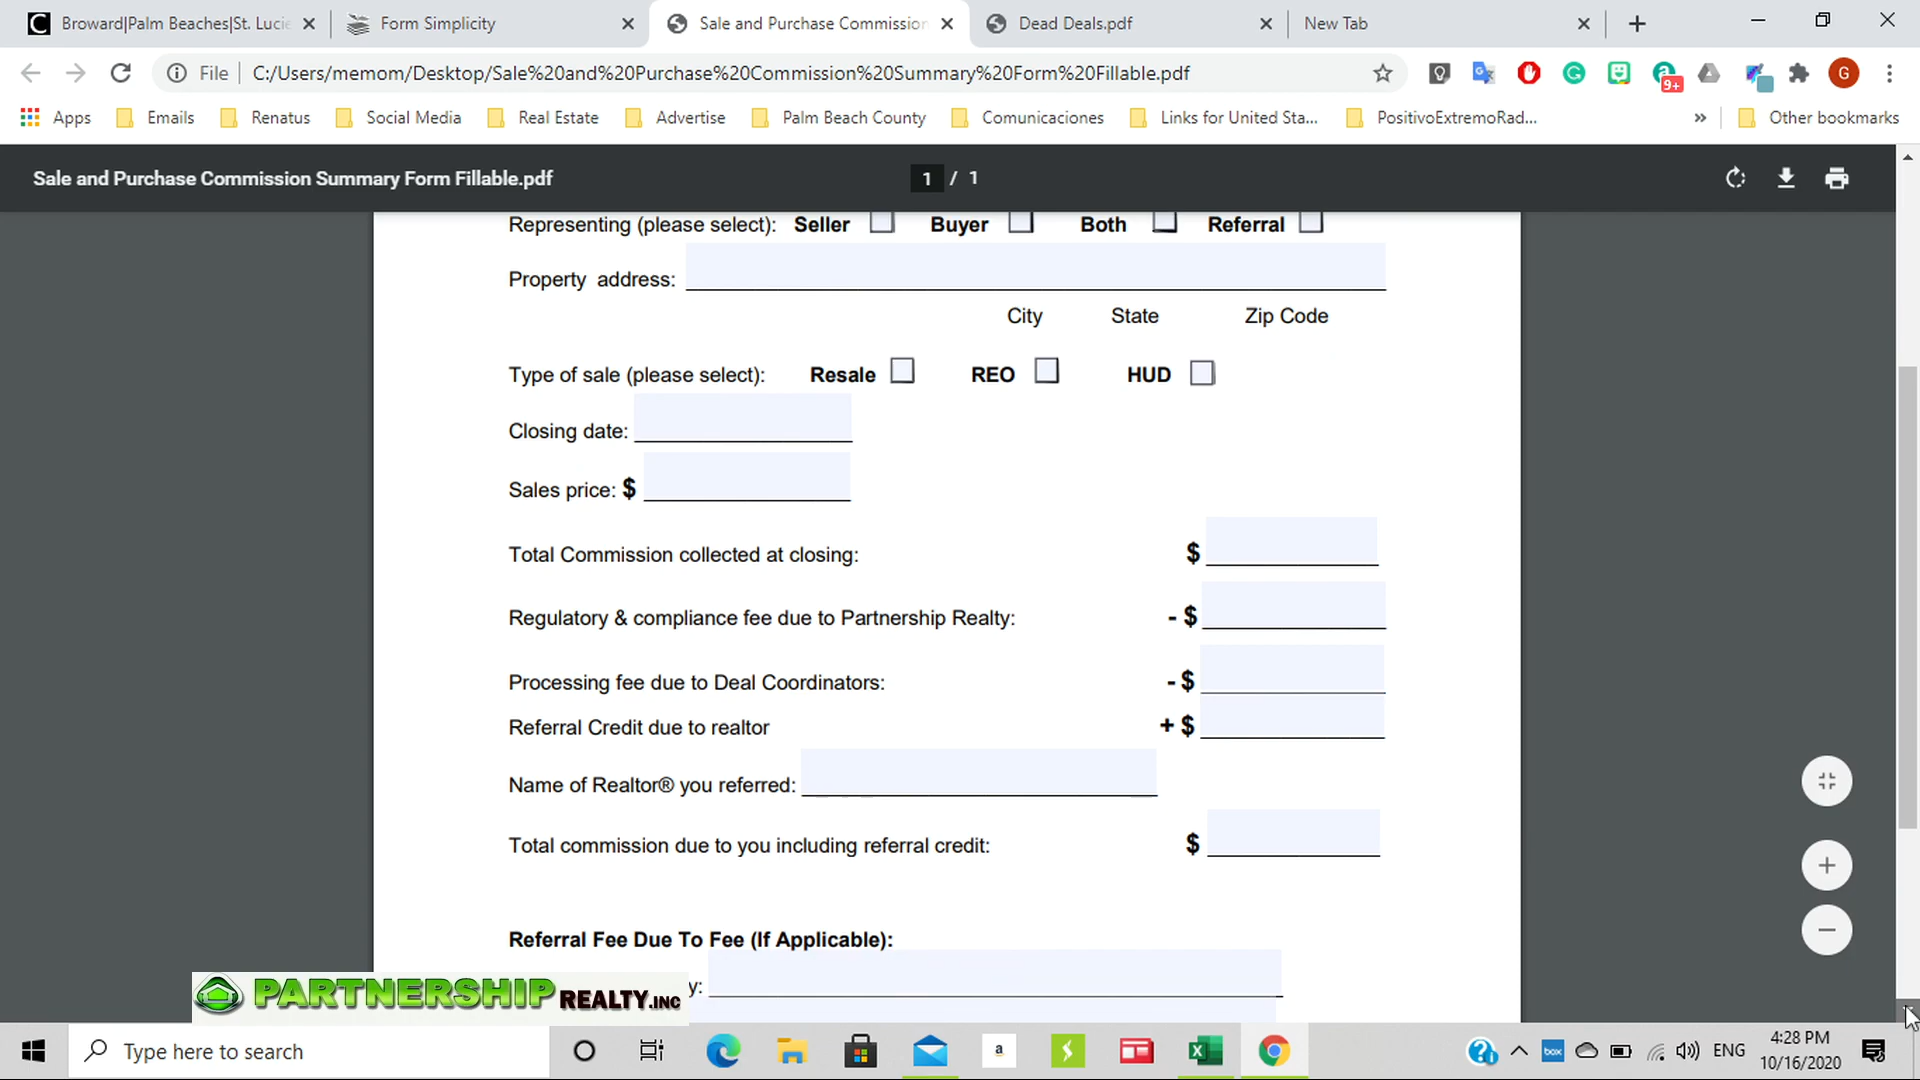 Broward|Palm Beaches|St. Lucie
Form Simplicity
Sale and Purchase Commission
Dead Deals.pdf
New Tab
File
C:/Users/memom/Desktop/Sale%20and%20Purchase%20Commission%20Summary%20Form%20Fillable.pdf
9+
G
Apps
Emails
Renatus
Social Media
Real Estate
Advertise
Palm Beach County
Comunicaciones
Links for United Sta...
PositivoExtremoRad...
»
Other bookmarks
Sale and Purchase Commission Summary Form Fillable.pdf
1 / 1
Representing (please select): Seller Buyer Both Referral
Property address:
City State Zip Code
Type of sale (please select): Resale REO HUD
Closing date:
Sales price: $
Total Commission collected at closing: $
Regulatory & compliance fee due to Partnership Realty: - $
Processing fee due to Deal Coordinators: - $
Referral Credit due to realtor + $
Name of Realtor® you referred:
Total commission due to you including referral credit: $
Referral Fee Due To Fee (If Applicable):
y:
PARTNERSHIP REALTY.INC
Type here to search
a
box
ENG
4:28 PM
10/16/2020